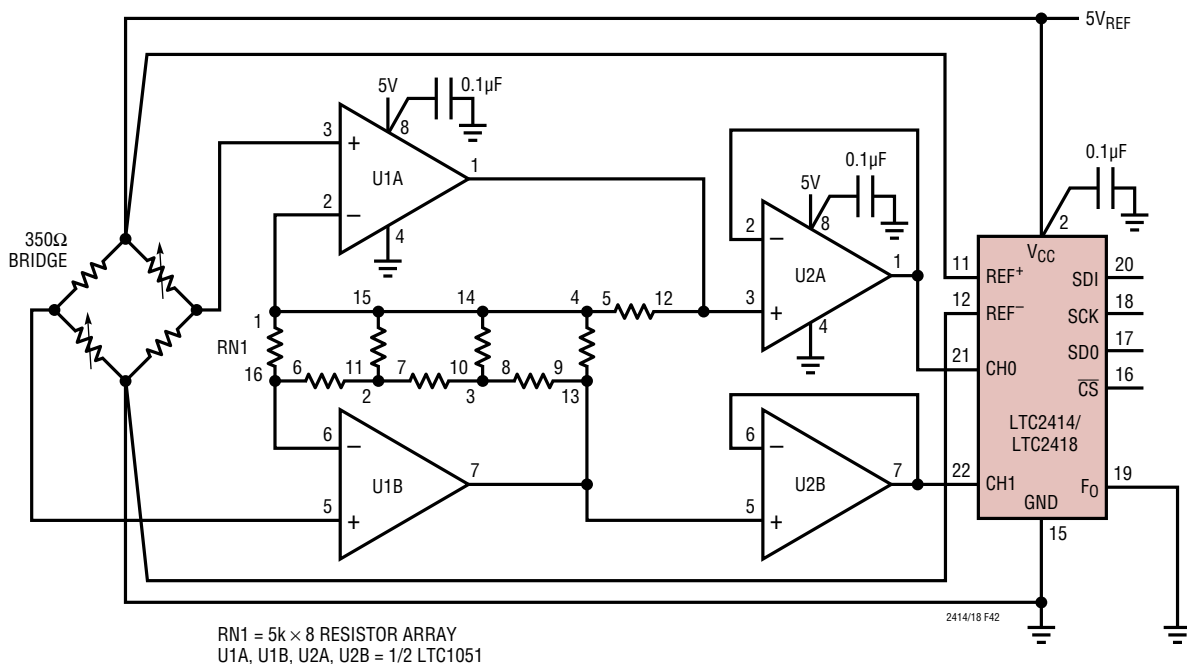 5VREF
5V
0.1µF
8
3
+
U1A
1
2
−
4
350Ω
BRIDGE
0.1µF
5V
8
2
−
U2A
1
3
+
4
0.1µF
2
VCC
11
REF+
12
REF−
21
CH0
22
CH1
SDI
20
SCK
18
SD0
17
CS
16
LTC2414/
LTC2418
FO
19
GND
15
15
14
4
5
12
1
RN1
16
6
11
7
10
8
9
2
3
13
6
−
U1B
7
5
+
6
−
U2B
7
5
+
2414/18 F42
RN1 = 5k × 8 RESISTOR ARRAY
U1A, U1B, U2A, U2B = 1/2 LTC1051